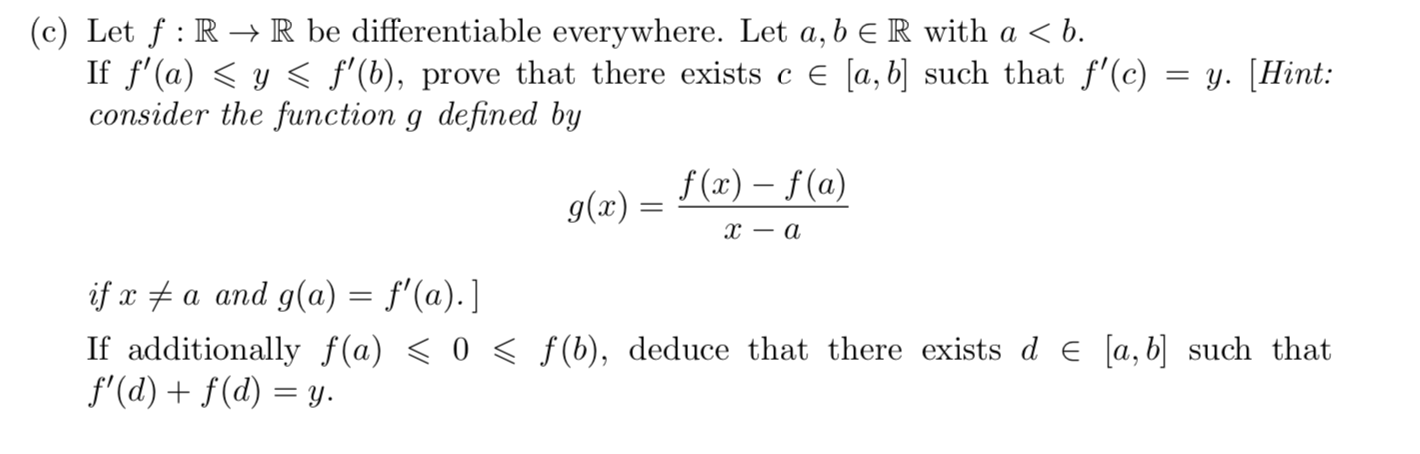 (c) Let f : ℝ → ℝ be differentiable everywhere. Let a, b ∈ ℝ with a < b.
If f′(a) ⩽ y ⩽ f′(b), prove that there exists c ∈ [a, b] such that f′(c) = y. [Hint:
consider the function g defined by
g(x) = (f(x) − f(a)) / (x − a)
if x ≠ a and g(a) = f′(a).]
If additionally f(a) ⩽ 0 ⩽ f(b), deduce that there exists d ∈ [a, b] such that
f′(d) + f(d) = y.